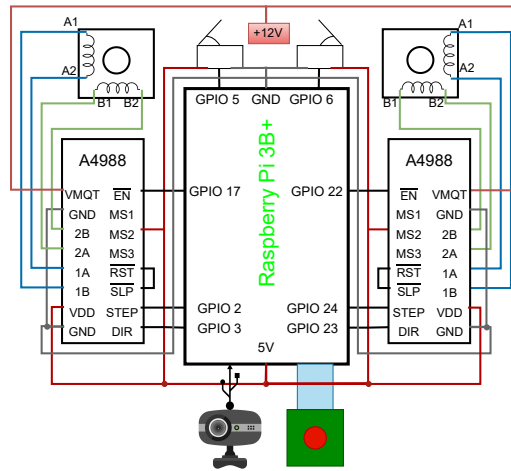 A1
+12V
A1
A2
A2
B1
B2
B1
B2
GPIO 5
GND
GPIO 6
Raspberry Pi 3B+
A4988
VMQT
EN
GND
MS1
2B
MS2
2A
MS3
1A
RST
1B
SLP
VDD
STEP
GND
DIR
GPIO 17
GPIO 22
GPIO 2
GPIO 24
GPIO 3
GPIO 23
5V
A4988
EN
VMQT
MS1
GND
MS2
2B
MS3
2A
RST
1A
SLP
1B
STEP
VDD
DIR
GND